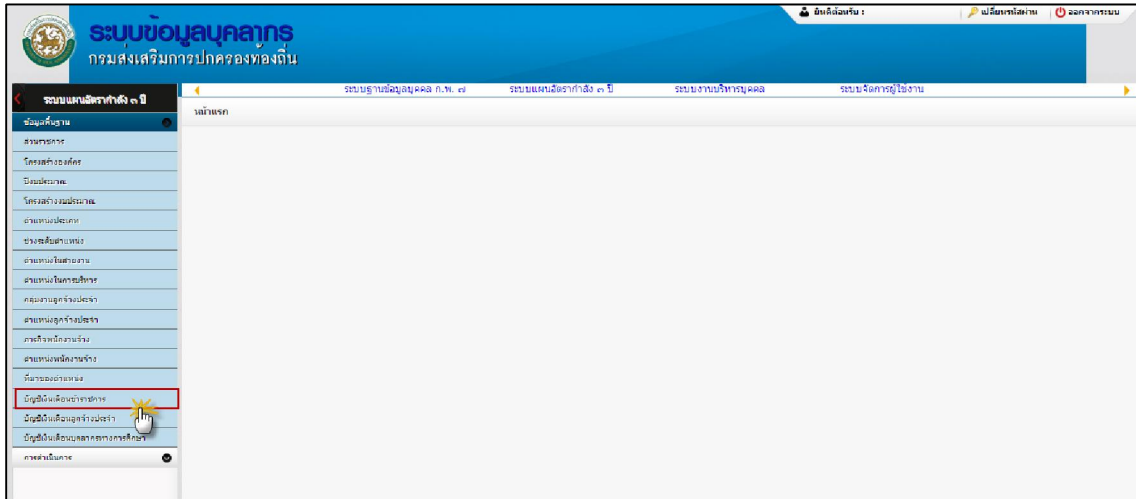 ยินดีต้อนรับ :
เปลี่ยนรหัสผ่าน
ออกจากระบบ
ระบบข้อมูลบุคลากร
กรมส่งเสริมการปกครองท้องถิ่น
ระบบแผนอัตรากำลัง ๓ ปี
ระบบฐานข้อมูลบุคคล ก.พ. ๗ ระบบแผนอัตรากำลัง ๓ ปี ระบบงานบริหารบุคคล ระบบจัดการผู้ใช้งาน
หน้าแรก
ข้อมูลพื้นฐาน
ส่วนราชการ
โครงสร้างองค์กร
ปีงบประมาณ
โครงสร้างงบประมาณ
ตำแหน่งประเภท
ช่วงระดับตำแหน่ง
ตำแหน่งในสายงาน
ตำแหน่งในการบริหาร
กลุ่มงานลูกจ้างประจำ
ตำแหน่งลูกจ้างประจำ
ภารกิจพนักงานจ้าง
ตำแหน่งพนักงานจ้าง
ที่มาของตำแหน่ง
บัญชีเงินเดือนข้าราชการ
บัญชีเงินเดือนลูกจ้างประจำ
บัญชีเงินเดือนบุคลากรทางการศึกษา
การดำเนินการ